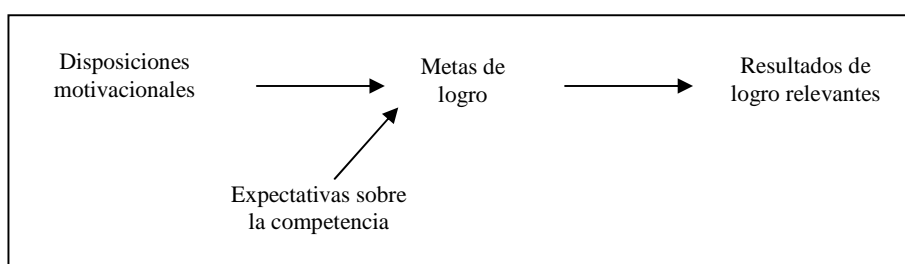 Disposiciones
motivacionales
Metas de
logro
Resultados de
logro relevantes
Expectativas sobre
la competencia